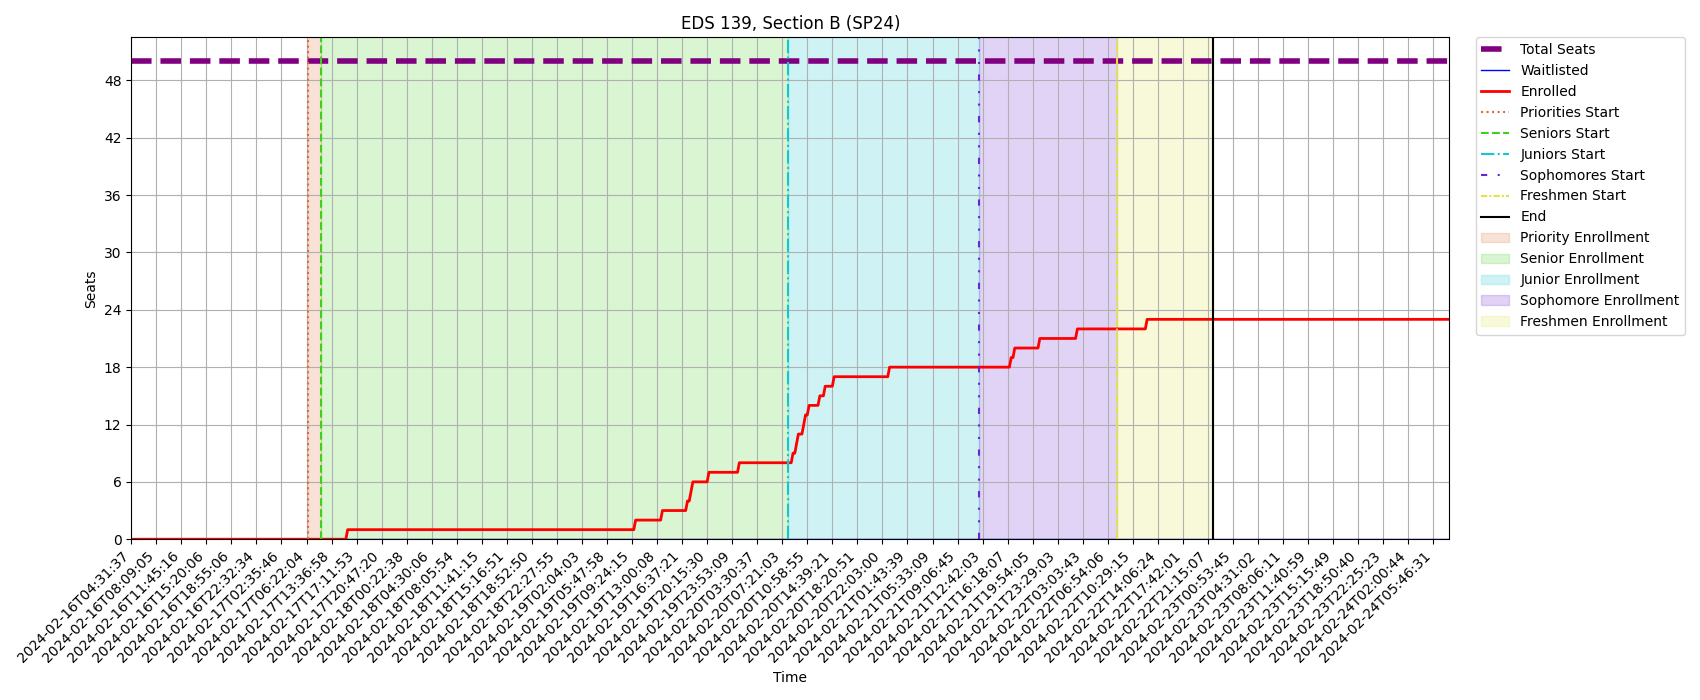 EDS 139, Section B (SP24)
Total Seats
Waitlisted
Enrolled
Priorities Start
Seniors Start
Juniors Start
Sophomores Start
Freshmen Start
End
Priority Enrollment
Senior Enrollment
Junior Enrollment
Sophomore Enrollment
Freshmen Enrollment
Seats
48
42
36
30
24
18
12
6
0
2024-02-16T04:31:37
2024-02-16T08:09:05
2024-02-16T11:45:16
2024-02-16T15:20:06
2024-02-16T18:55:06
2024-02-16T22:32:34
2024-02-17T02:35:46
2024-02-17T06:22:04
2024-02-17T13:36:58
2024-02-17T17:11:53
2024-02-17T20:47:20
2024-02-18T00:22:38
2024-02-18T04:30:06
2024-02-18T08:05:54
2024-02-18T11:41:15
2024-02-18T15:16:51
2024-02-18T18:52:50
2024-02-18T22:27:55
2024-02-19T02:04:03
2024-02-19T05:47:58
2024-02-19T09:24:15
2024-02-19T13:00:08
2024-02-19T16:37:21
2024-02-19T20:15:30
2024-02-19T23:53:09
2024-02-20T03:30:37
2024-02-20T07:21:03
2024-02-20T10:58:55
2024-02-20T14:39:21
2024-02-20T18:20:51
2024-02-20T22:03:00
2024-02-21T01:43:39
2024-02-21T05:33:09
2024-02-21T09:06:45
2024-02-21T12:42:03
2024-02-21T16:18:07
2024-02-21T19:54:05
2024-02-21T23:29:03
2024-02-22T03:03:43
2024-02-22T06:54:06
2024-02-22T10:29:15
2024-02-22T14:06:24
2024-02-22T17:42:01
2024-02-22T21:15:07
2024-02-23T00:53:45
2024-02-23T04:31:02
2024-02-23T08:06:11
2024-02-23T11:40:59
2024-02-23T15:15:49
2024-02-23T18:50:40
2024-02-23T22:25:23
2024-02-24T02:00:44
2024-02-24T05:46:31
Time